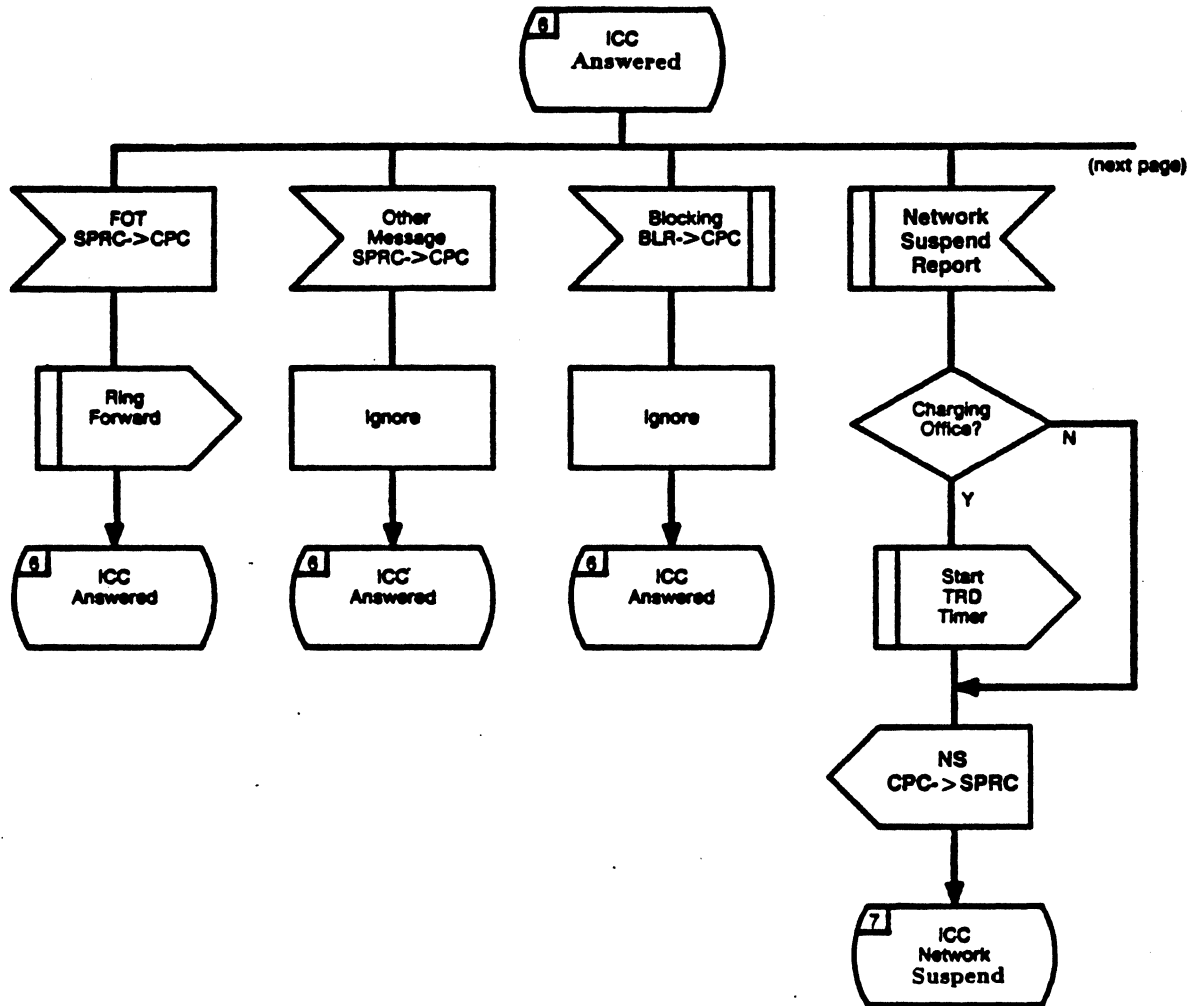 6
ICC
Answered
(next page)
FOT
SPRC->CPC
Other
Message
SPRC->CPC
Blocking
BLR->CPC
Network
Suspend
Report
Ring
Forward
Ignore
Ignore
Charging
Office?
N
Y
6
ICC
Answered
6
ICC
Answered
6
ICC
Answered
Start
TRD
Timer
NS
CPC->SPRC
7
ICC
Network
Suspend